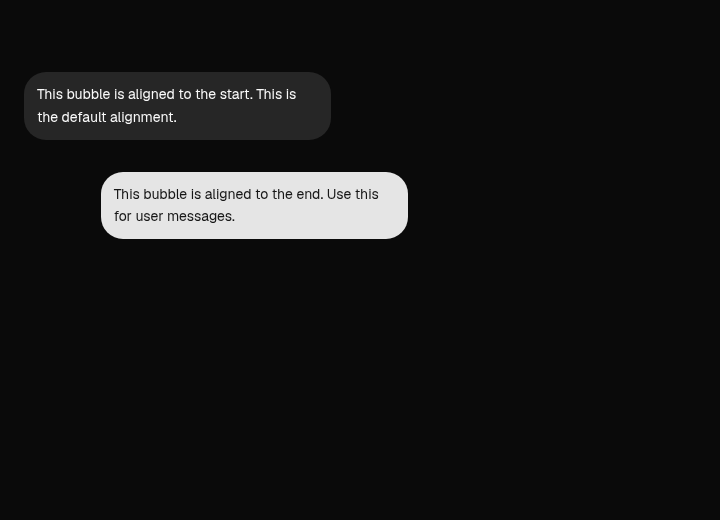 This bubble is aligned to the start. This is
the default alignment.
This bubble is aligned to the end. Use this
for user messages.